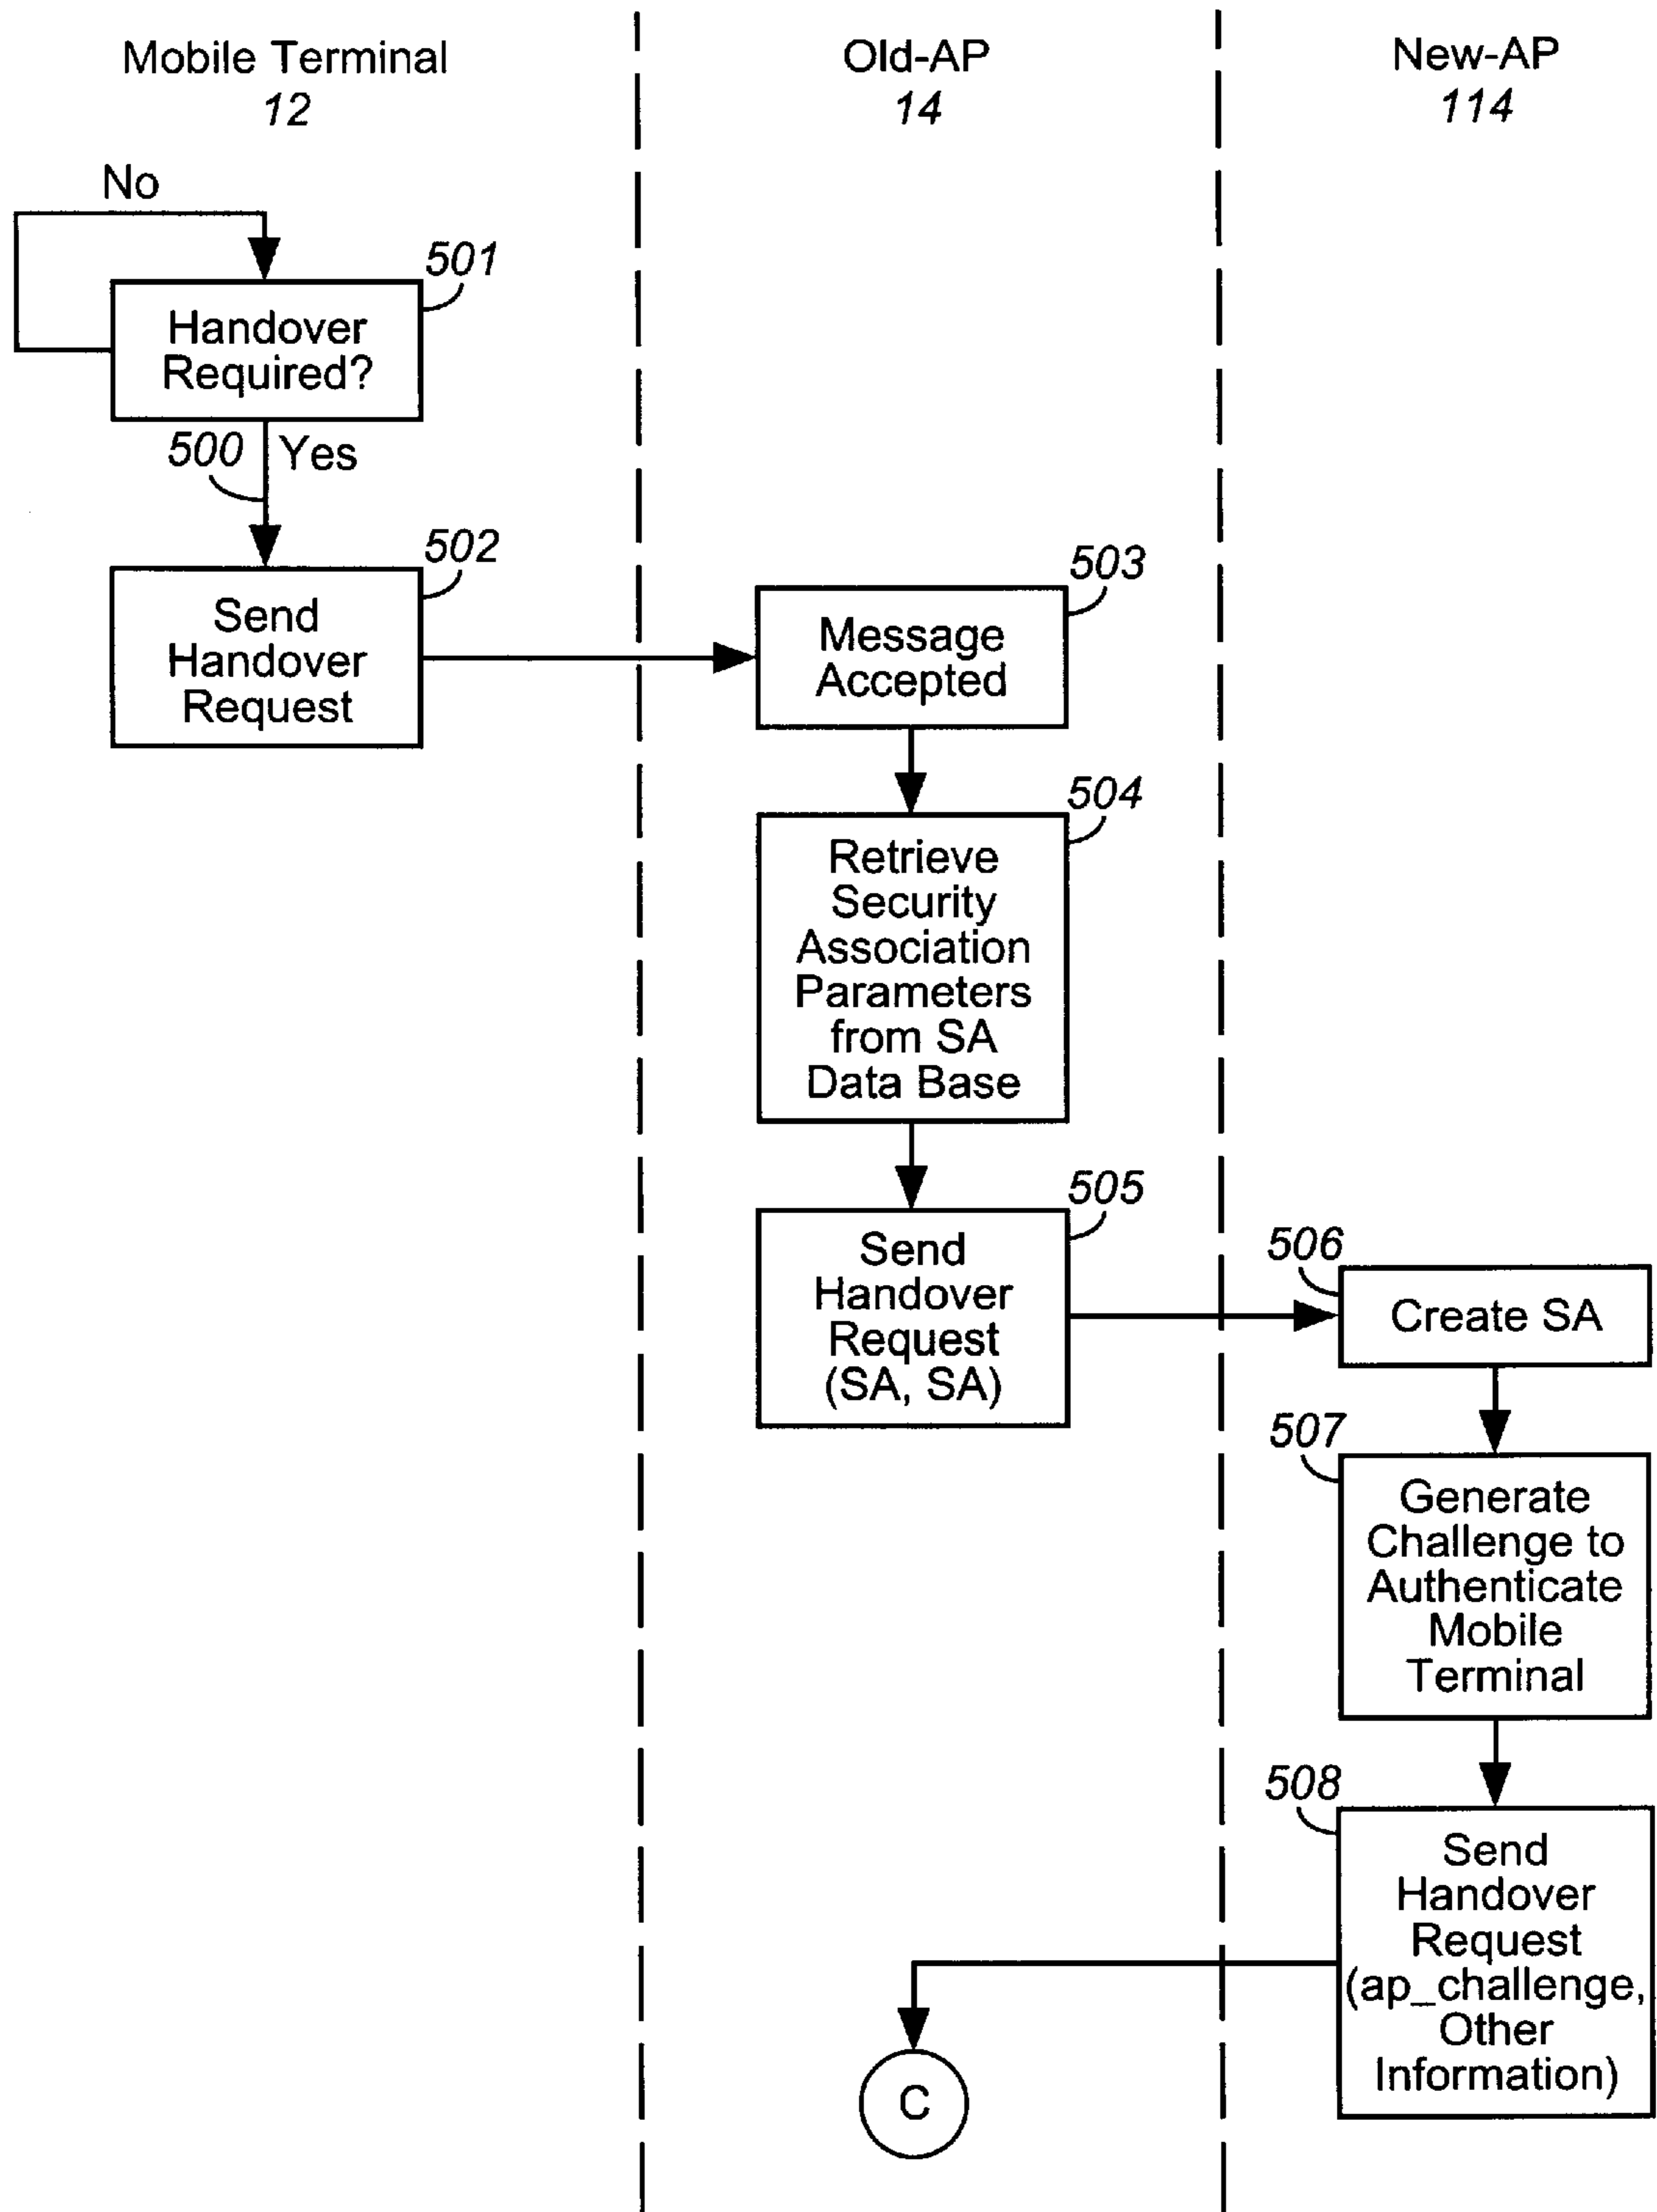 Mobile Terminal
12
Old-AP
14
New-AP
114
No
501
Handover
Required?
500
Yes
502
Send
Handover
Request
503
Message
Accepted
504
Retrieve
Security
Association
Parameters
from SA
Data Base
505
Send
Handover
Request
(SA, SA)
506
Create SA
507
Generate
Challenge to
Authenticate
Mobile
Terminal
508
Send
Handover
Request
(ap_challenge,
Other
Information)
C